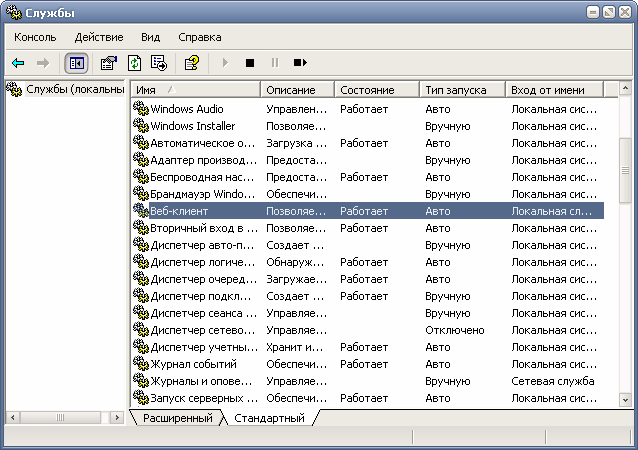 Службы
Консоль Действие Вид Справка
Службы (локальны
Имя Описание Состояние Тип запуска Вход от имени
Windows Audio Управлен... Работает Авто Локальная сис...
Windows Installer Позволяе... Вручную Локальная сис...
Автоматическое о... Загрузка ... Работает Авто Локальная сис...
Адаптер производ... Предоста... Вручную Локальная сис...
Беспроводная нас... Предоста... Работает Авто Локальная сис...
Брандмауэр Windo... Обеспечи... Вручную Локальная сис...
Веб-клиент Позволяе... Работает Авто Локальная сл...
Вторичный вход в ... Позволяе... Работает Авто Локальная сис...
Диспетчер авто-п... Создает ... Вручную Локальная сис...
Диспетчер логиче... Обнаруж... Работает Авто Локальная сис...
Диспетчер очеред... Загружае... Работает Авто Локальная сис...
Диспетчер подкл... Создает ... Работает Вручную Локальная сис...
Диспетчер сеанса ... Управляе... Вручную Локальная сис...
Диспетчер сетево... Управляе... Отключено Локальная сис...
Диспетчер учетны... Хранит и... Работает Авто Локальная сис...
Журнал событий Обеспечи... Работает Авто Локальная сис...
Журналы и опове... Управляе... Вручную Сетевая служба
Запуск серверных ... Обеспечи... Работает Авто Локальная сис...
Расширенный Стандартный